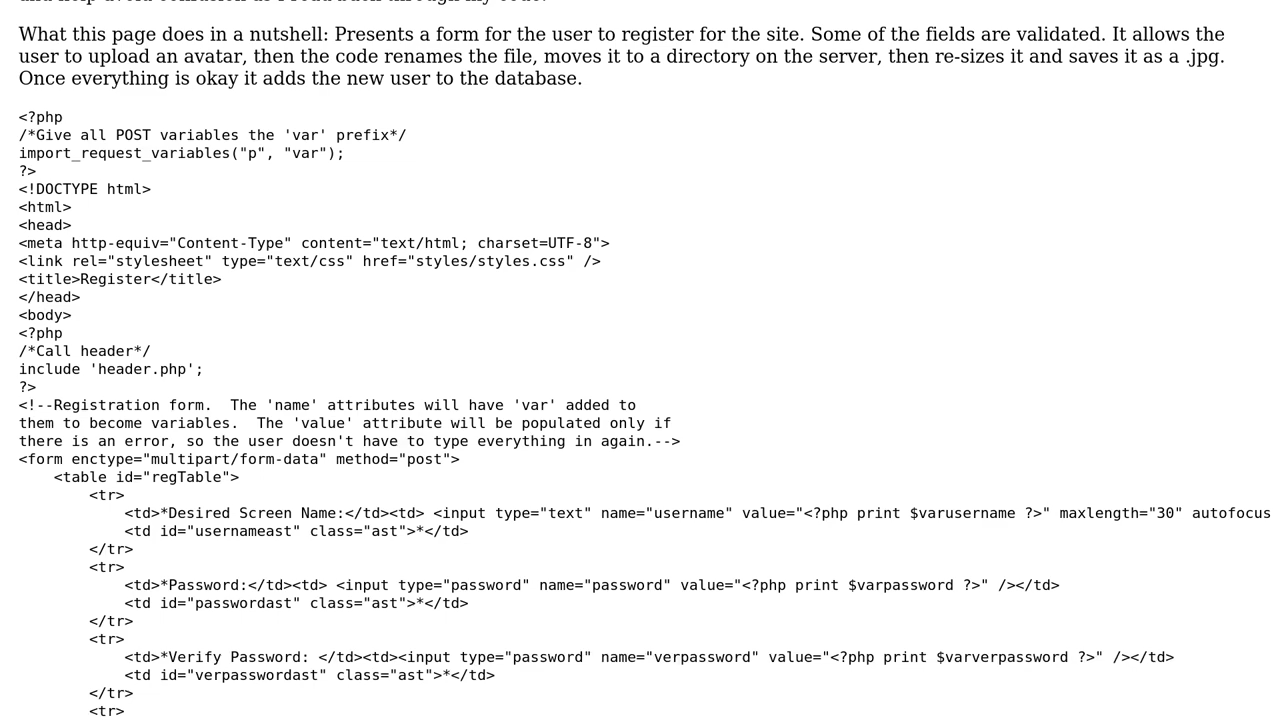 What this page does in a nutshell: Presents a form for the user to register for the site. Some of the fields are validated. It allows the
user to upload an avatar, then the code renames the file, moves it to a directory on the server, then re-sizes it and saves it as a .jpg.
Once everything is okay it adds the new user to the database.
<?php
/*Give all POST variables the 'var' prefix*/
import_request_variables("p", "var");
?>
<!DOCTYPE html>
<html>
<head>
<meta http-equiv="Content-Type" content="text/html; charset=UTF-8">
<link rel="stylesheet" type="text/css" href="styles/styles.css" />
<title>Register</title>
</head>
<body>
<?php
/*Call header*/
include 'header.php';
?>
<!--Registration form.  The 'name' attributes will have 'var' added to
them to become variables.  The 'value' attribute will be populated only if
there is an error, so the user doesn't have to type everything in again.-->
<form enctype="multipart/form-data" method="post">
    <table id="regTable">
        <tr>
            <td>*Desired Screen Name:</td><td> <input type="text" name="username" value="<?php print $varusername ?>" maxlength="30" autofocus
            <td id="usernameast" class="ast">*</td>
        </tr>
        <tr>
            <td>*Password:</td><td> <input type="password" name="password" value="<?php print $varpassword ?>" /></td>
            <td id="passwordast" class="ast">*</td>
        </tr>
        <tr>
            <td>*Verify Password: </td><td><input type="password" name="verpassword" value="<?php print $varverpassword ?>" /></td>
            <td id="verpasswordast" class="ast">*</td>
        </tr>
        <tr>